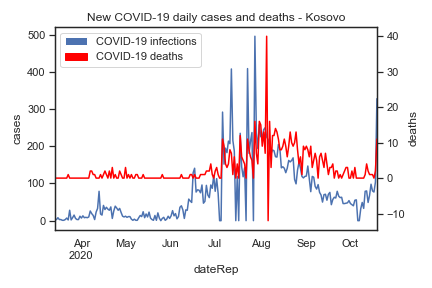 New COVID-19 daily cases and deaths - Kosovo
COVID-19 infections
COVID-19 deaths
500
400
300
200
100
0
cases
40
30
20
10
0
−10
deaths
Apr May Jun Jul Aug Sep Oct
2020
dateRep